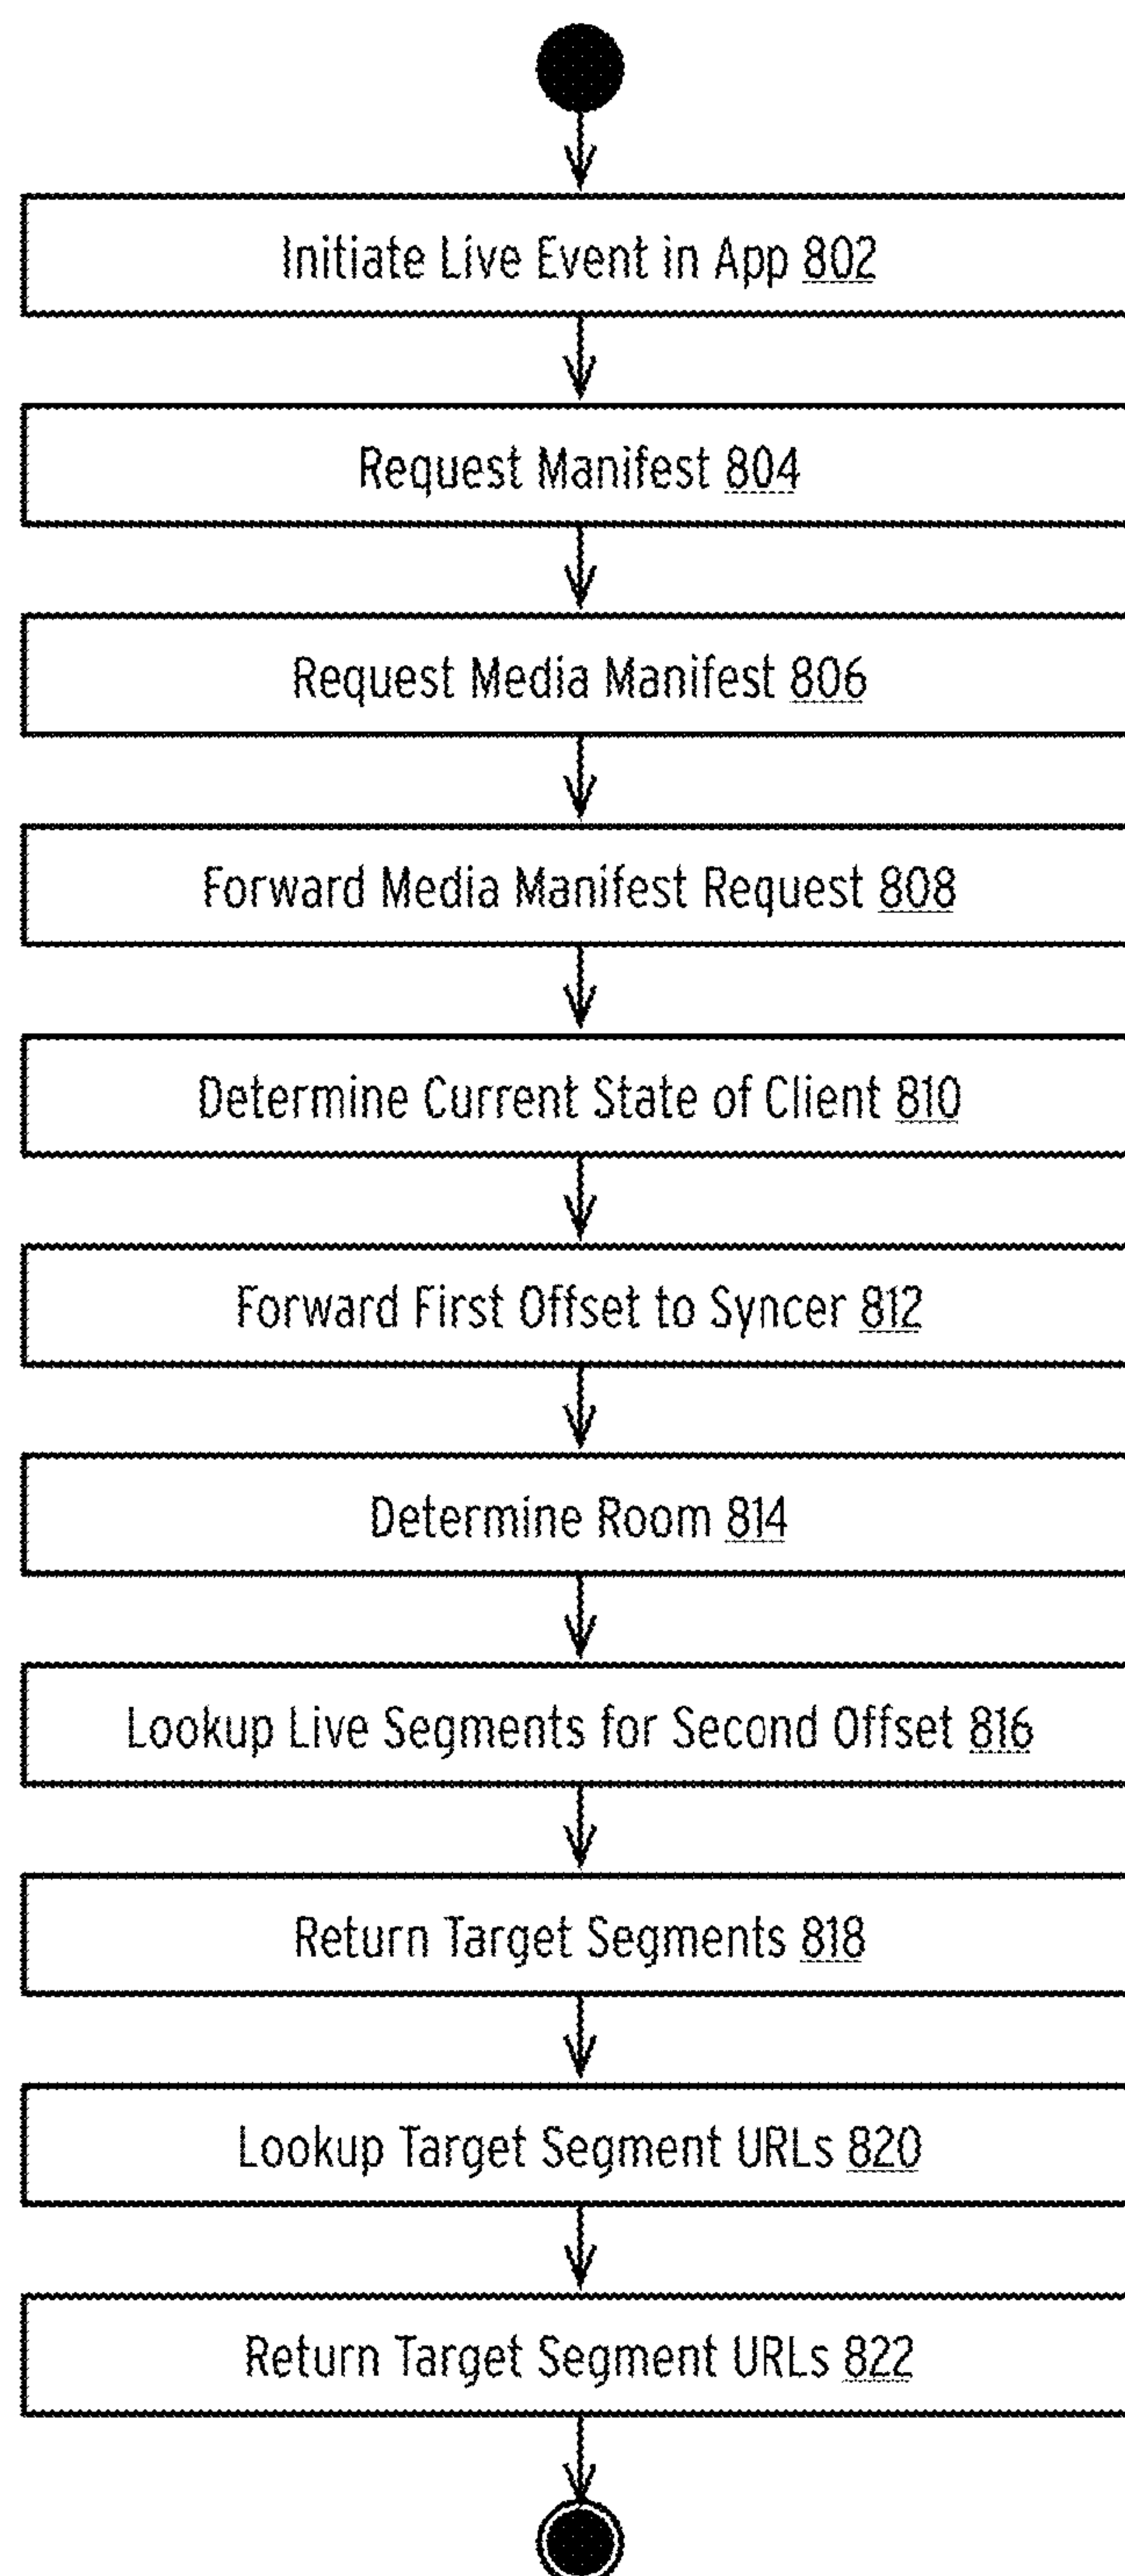 Initiate Live Event in App 802
Request Manifest 804
Request Media Manifest 806
Forward Media Manifest Request 808
Determine Current State of Client 810
Forward First Offset to Syncer 812
Determine Room 814
Lookup Live Segments for Second Offset 816
Return Target Segments 818
Lookup Target Segment URLs 820
Return Target Segment URLs 822